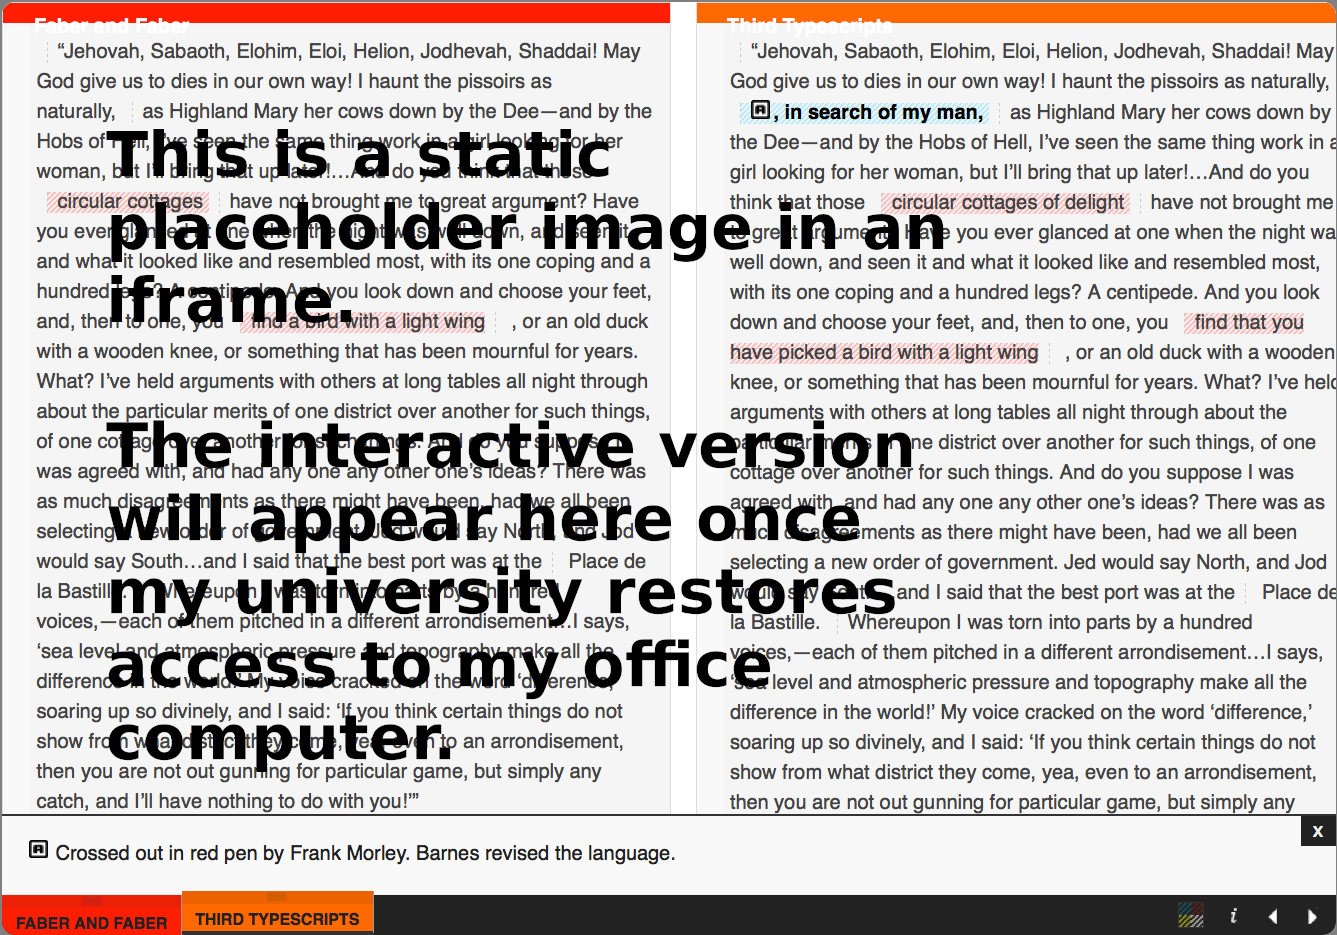 Faber and Faber
“Jehovah, Sabaoth, Elohim, Eloi, Helion, Jodhevah, Shaddai! May
God give us to dies in our own way! I haunt the pissoirs as
naturally, as Highland Mary her cows down by the Dee—and by the
Hobs of Hell, I’ve seen the same thing work in a girl looking for her
woman, but I’ll bring that up later!…And do you think that those
circular cottages have not brought me to great argument? Have
you ever glanced at one when the night was well down, and seen it
and what it looked like and resembled most, with its one coping and a
hundred legs? A centipede. And you look down and choose your feet,
and, then to one, you find a bird with a light wing , or an old duck
with a wooden knee, or something that has been mournful for years.
What? I’ve held arguments with others at long tables all night through
about the particular merits of one district over another for such things,
of one cottage over another for such things. And do you suppose I
was agreed with, and had any one any other one’s ideas? There was
as much disagreements as there might have been, had we all been
selecting a new order of government. Jed would say North, and Jod
would say South…and I said that the best port was at the Place de
la Bastille. Whereupon I was torn into parts by a hundred
voices,—each of them pitched in a different arrondisement…I says,
‘sea level and atmospheric pressure and topography make all the
difference in the world!’ My voice cracked on the word ‘difference,’
soaring up so divinely, and I said: ‘If you think certain things do not
show from what district they come, yea, even to an arrondisement,
then you are not out gunning for particular game, but simply any
catch, and I’ll have nothing to do with you!’”
Third Typescripts
“Jehovah, Sabaoth, Elohim, Eloi, Helion, Jodhevah, Shaddai! May
God give us to dies in our own way! I haunt the pissoirs as naturally,
A , in search of my man, as Highland Mary her cows down by
the Dee—and by the Hobs of Hell, I’ve seen the same thing work in a
girl looking for her woman, but I’ll bring that up later!…And do you
think that those circular cottages of delight have not brought me
to great argument? Have you ever glanced at one when the night wa
well down, and seen it and what it looked like and resembled most,
with its one coping and a hundred legs? A centipede. And you look
down and choose your feet, and, then to one, you find that you
have picked a bird with a light wing , or an old duck with a wooden
knee, or something that has been mournful for years. What? I’ve held
arguments with others at long tables all night through about the
particular merits of one district over another for such things, of one
cottage over another for such things. And do you suppose I was
agreed with, and had any one any other one’s ideas? There was as
much disagreements as there might have been, had we all been
selecting a new order of government. Jed would say North, and Jod
would say South…and I said that the best port was at the Place de
la Bastille. Whereupon I was torn into parts by a hundred
voices,—each of them pitched in a different arrondisement…I says,
‘sea level and atmospheric pressure and topography make all the
difference in the world!’ My voice cracked on the word ‘difference,’
soaring up so divinely, and I said: ‘If you think certain things do not
show from what district they come, yea, even to an arrondisement,
then you are not out gunning for particular game, but simply any
This is a static
placeholder image in an
iframe.
The interactive version
will appear here once
my university restores
access to my office
computer.
x
A Crossed out in red pen by Frank Morley. Barnes revised the language.
FABER AND FABER
THIRD TYPESCRIPTS
i